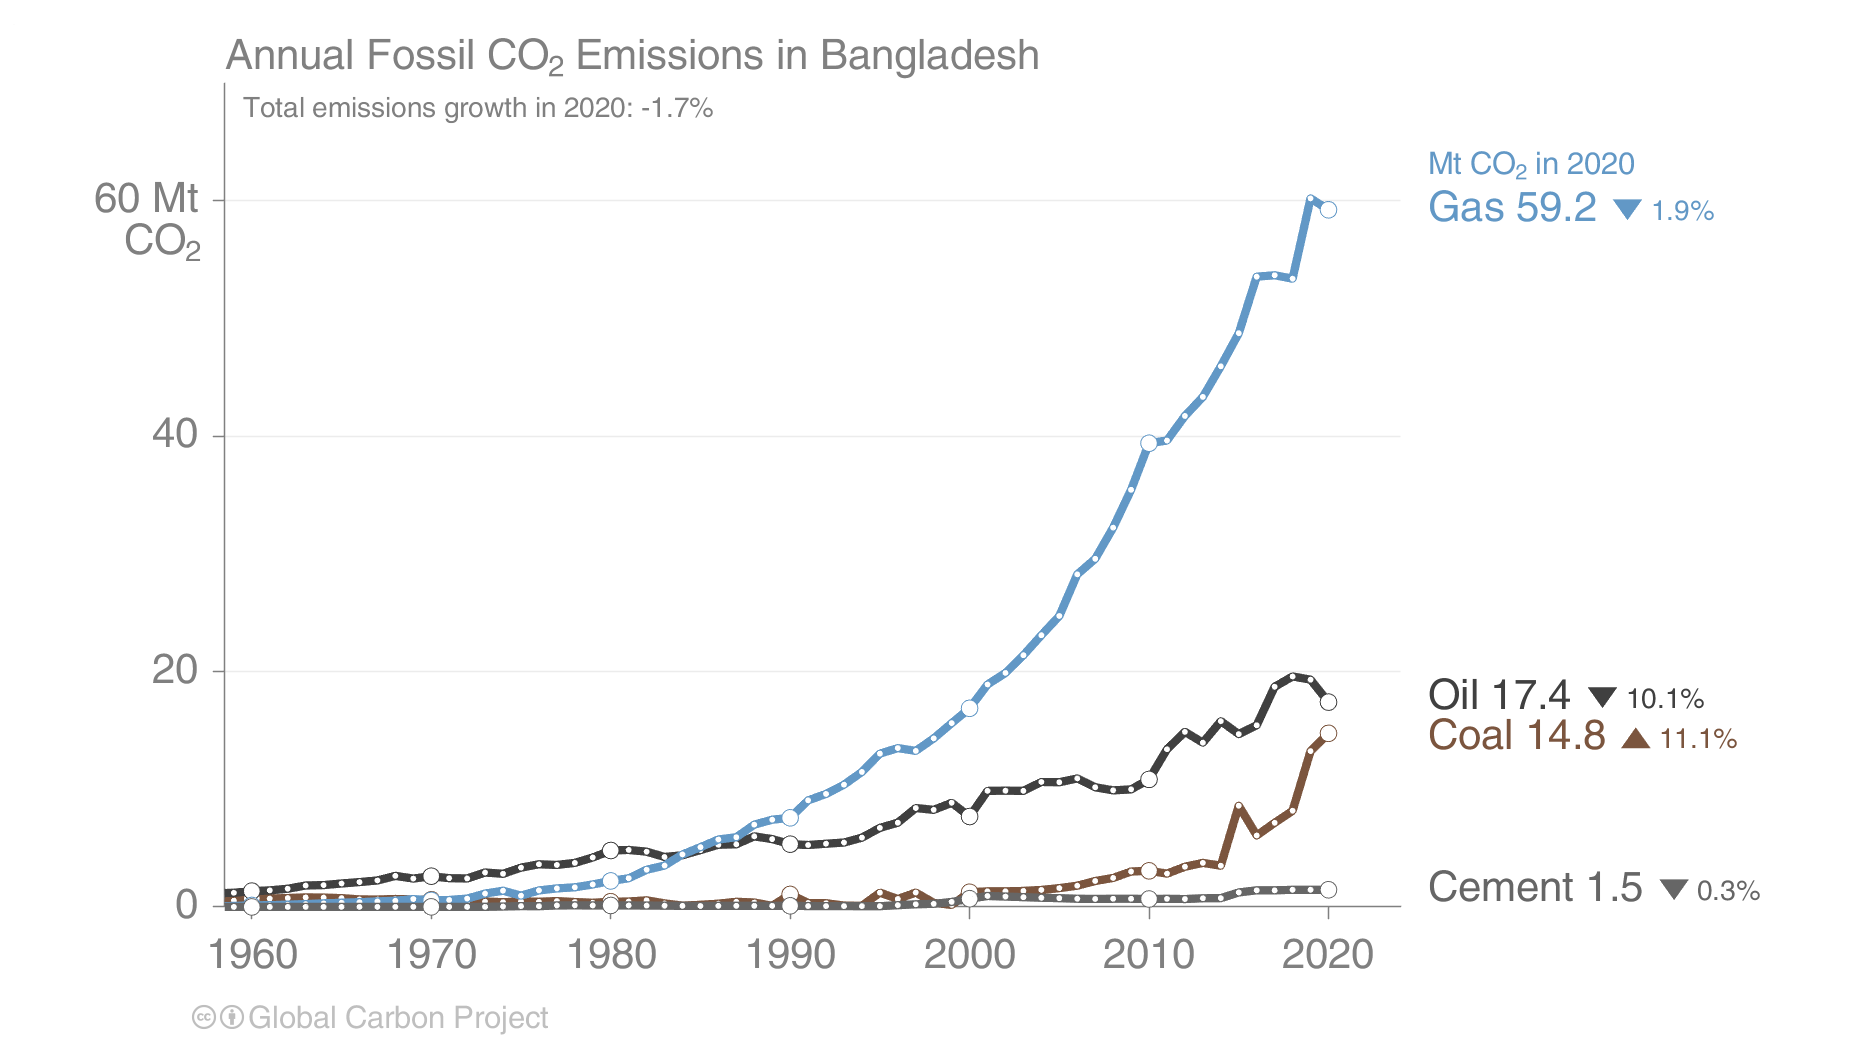 Annual Fossil CO₂ Emissions in Bangladesh
Total emissions growth in 2020: -1.7%
60 Mt
CO₂
40
20
0
Mt CO₂ in 2020
Gas 59.2 ▼ 1.9%
Oil 17.4 ▼ 10.1%
Coal 14.8 ▲ 11.1%
Cement 1.5 ▼ 0.3%
1960 1970 1980 1990 2000 2010 2020
cc Global Carbon Project